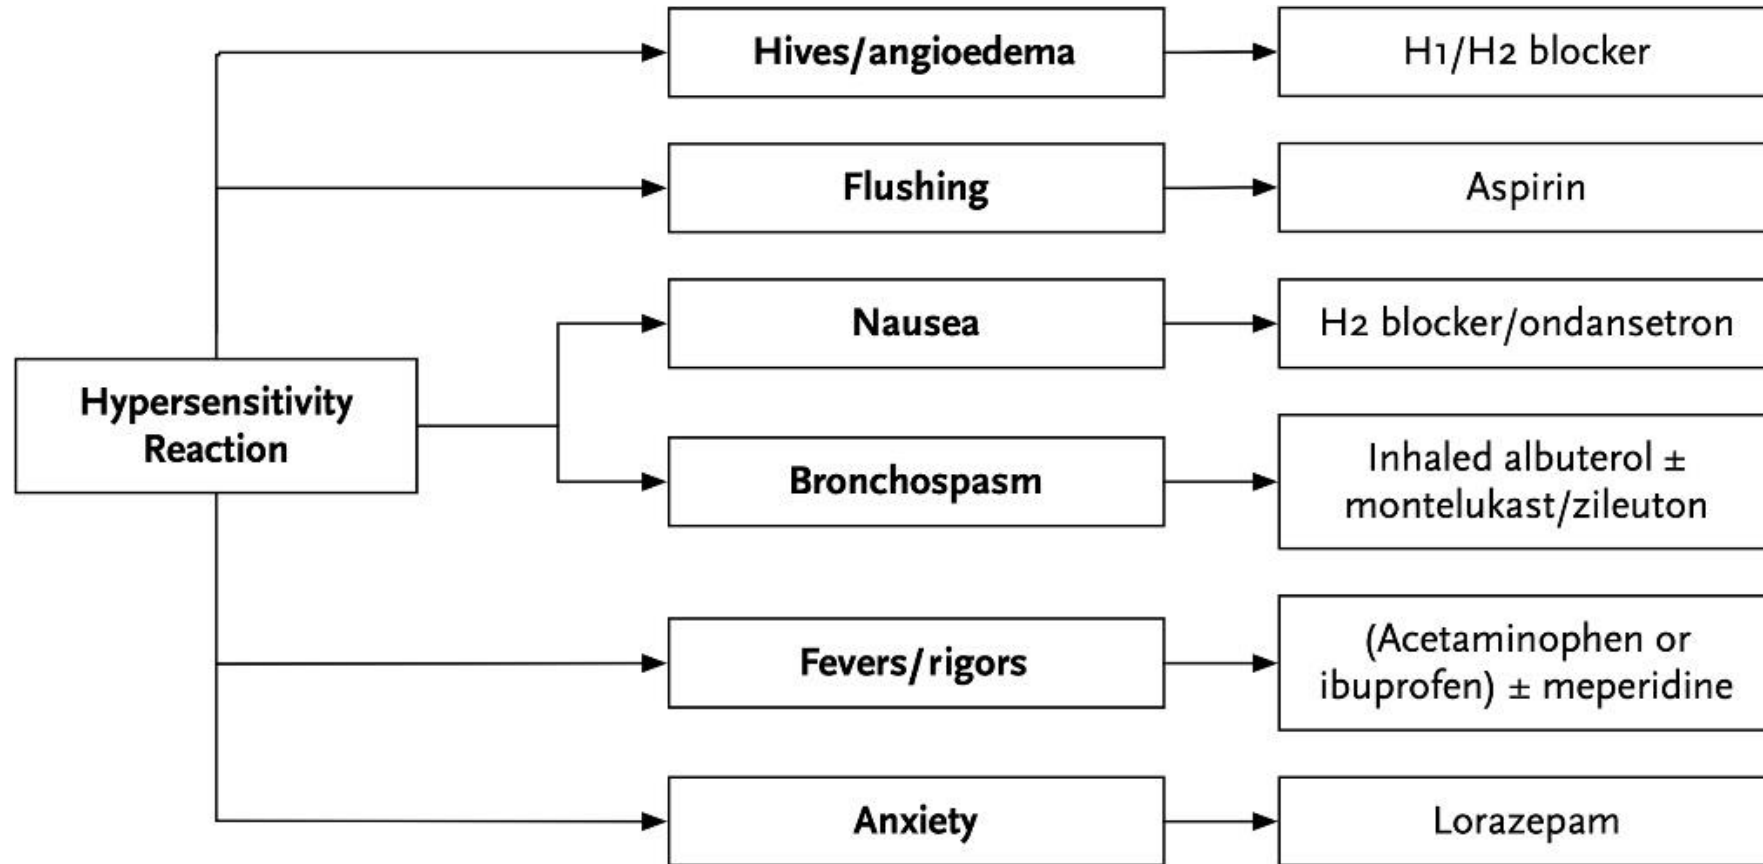 Hives/angioedema
H1/H2 blocker
Flushing
Aspirin
Nausea
H2 blocker/ondansetron
Hypersensitivity
Reaction
Bronchospasm
Inhaled albuterol ±
montelukast/zileuton
Fevers/rigors
(Acetaminophen or
ibuprofen) ± meperidine
Anxiety
Lorazepam